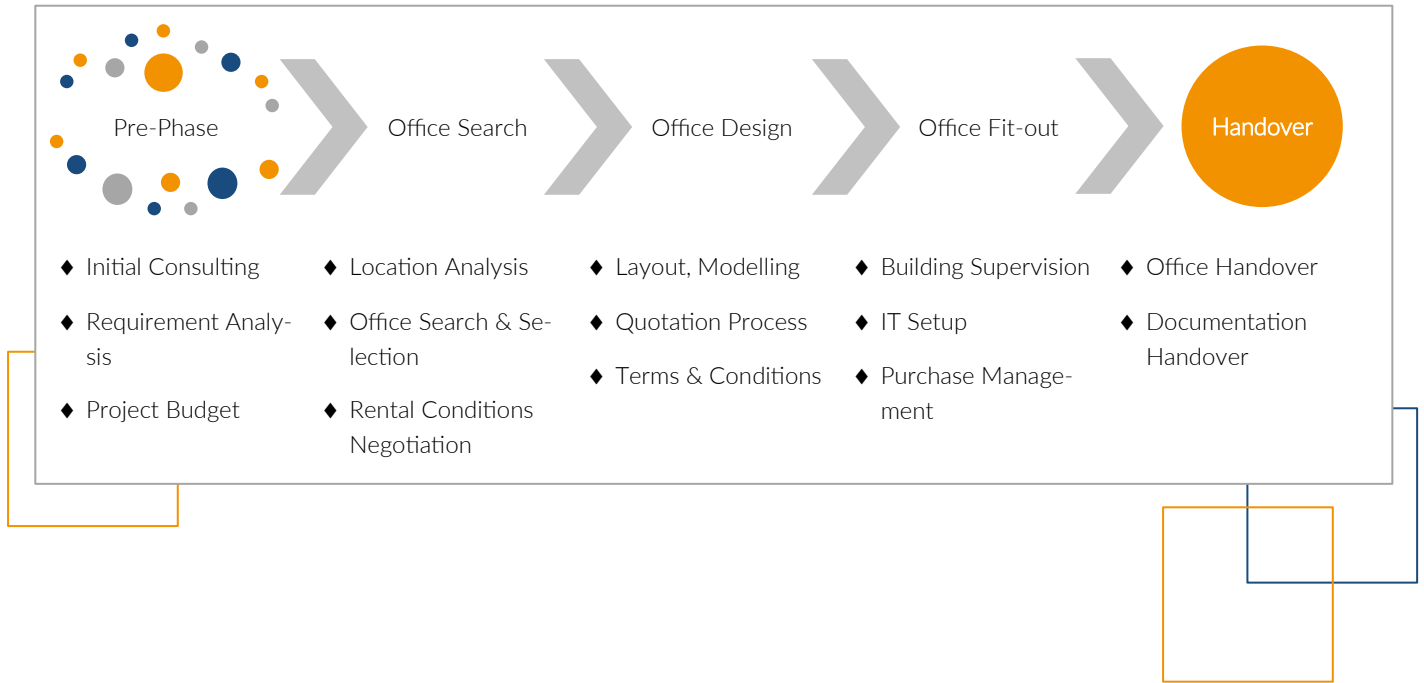 Pre-Phase
Office Search
Office Design
Office Fit-out
Handover
♦ Initial Consulting
♦ Requirement Analy-
sis
♦ Project Budget
♦ Location Analysis
♦ Office Search & Se-
lection
♦ Rental Conditions
Negotiation
♦ Layout, Modelling
♦ Quotation Process
♦ Terms & Conditions
♦ Building Supervision
♦ IT Setup
♦ Purchase Manage-
ment
♦ Office Handover
♦ Documentation
Handover